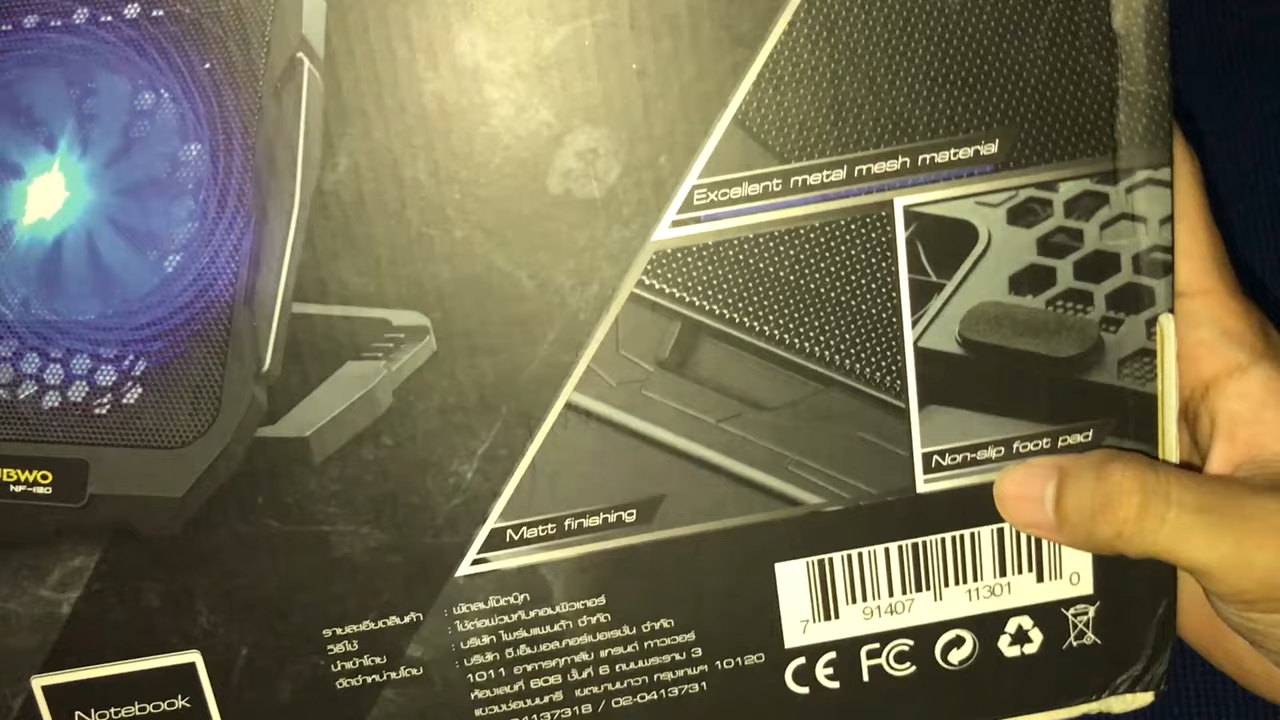 Excellent metal mesh material
Non-slip foot pad
Matt finishing
BWO
NF-120
Notebook
รายละเอียดสินค้า : พัดลมโน๊ตบุ๊ก
วิธีใช้ : ใช้ต่อพ่วงกับคอมพิวเตอร์
นำเข้าโดย : บริษัท ไพร์มแพนด้า จำกัด
จัดจำหน่ายโดย : บริษัท อี.เอ็ม.เอส.คอร์เปอเรชั่น จำกัด
1011 อาคารศุภาลัย แกรนด์ ทาวเวอร์
ห้องเลขที่ 608 ชั้นที่ 6 ถนนพระราม 3
แขวงช่องนนทรี เขตยานนาวา กรุงเทพฯ 10120
04137318 / 02-0413731
7 91407 11301 0
CE FC